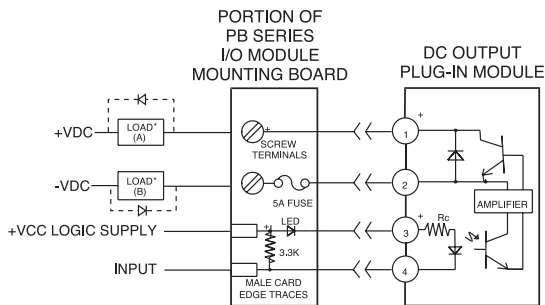 PORTION OF
PB SERIES
I/O MODULE
MOUNTING BOARD
DC OUTPUT
PLUG-IN MODULE
+VDC
LOAD*
(A)
+
SCREW
TERMINALS
1
+
-VDC
LOAD*
(B)
5A FUSE
2
AMPLIFIER
+VCC LOGIC SUPPLY
+
LED
3.3K
3
+
Rc
INPUT
4
MALE CARD
EDGE TRACES